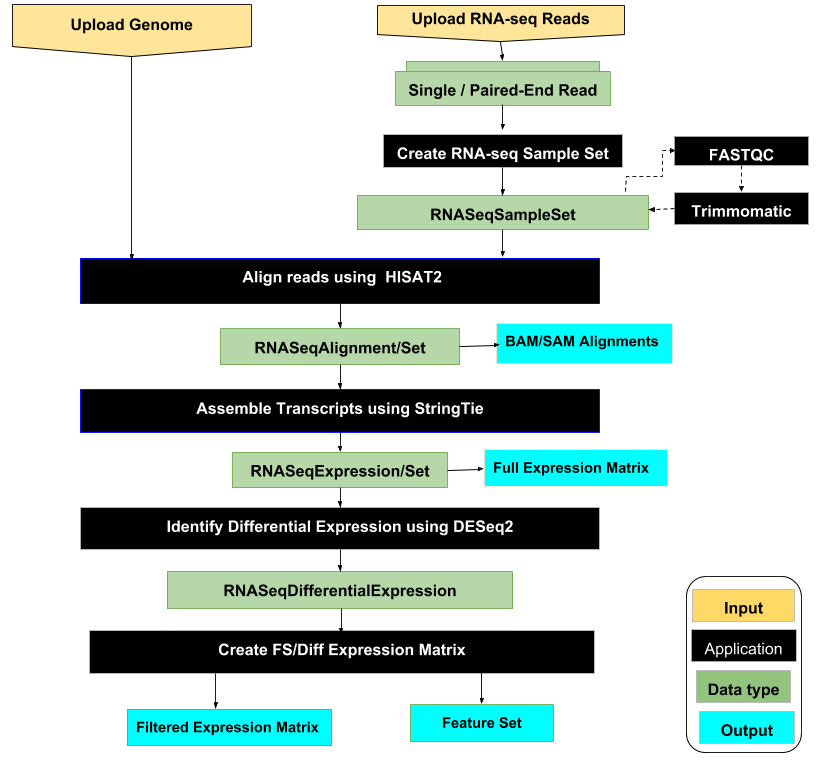 Upload Genome
Upload RNA-seq Reads
Single / Paired-End Read
Create RNA-seq Sample Set
FASTQC
RNASeqSampleSet
Trimmomatic
Align reads using HISAT2
RNASeqAlignment/Set
BAM/SAM Alignments
Assemble Transcripts using StringTie
RNASeqExpression/Set
Full Expression Matrix
Identify Differential Expression using DESeq2
RNASeqDifferentialExpression
Create FS/Diff Expression Matrix
Filtered Expression Matrix
Feature Set
Input
Application
Data type
Output